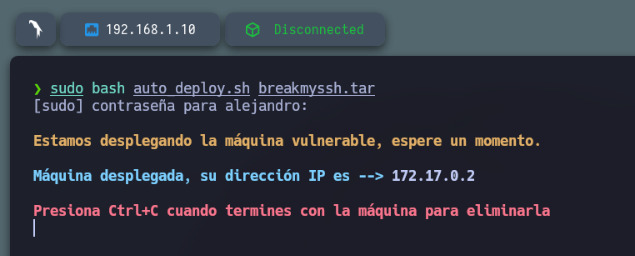 192.168.1.10 Disconnected
❯ sudo bash auto_deploy.sh breakmyssh.tar
[sudo] contraseña para alejandro:
Estamos desplegando la máquina vulnerable, espere un momento.
Máquina desplegada, su dirección IP es --> 172.17.0.2
Presiona Ctrl+C cuando termines con la máquina para eliminarla